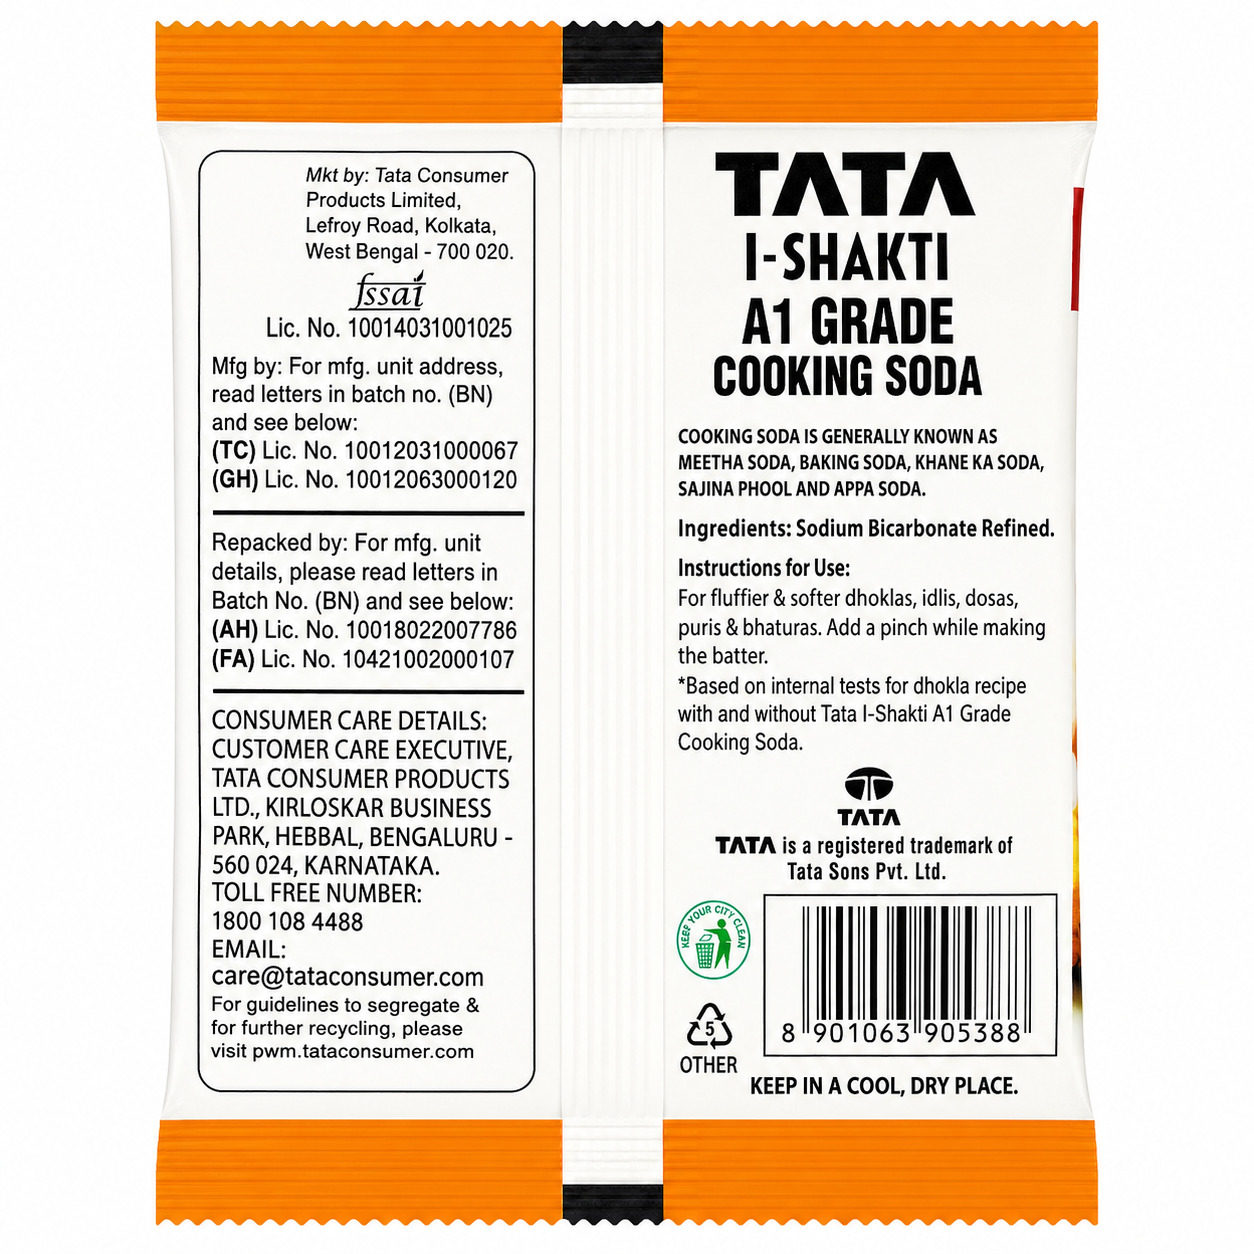 Mkt by: Tata Consumer
Products Limited,
Lefroy Road, Kolkata,
West Bengal - 700 020.
fssai
Lic. No. 10014031001025
Mfg by: For mfg. unit address,
read letters in batch no. (BN)
and see below:
(TC) Lic. No. 10012031000067
(GH) Lic. No. 10012063000120
Repacked by: For mfg. unit
details, please read letters in
Batch No. (BN) and see below:
(AH) Lic. No. 10018022007786
(FA) Lic. No. 10421002000107
CONSUMER CARE DETAILS:
CUSTOMER CARE EXECUTIVE,
TATA CONSUMER PRODUCTS
LTD., KIRLOSKAR BUSINESS
PARK, HEBBAL, BENGALURU -
560 024, KARNATAKA.
TOLL FREE NUMBER:
1800 108 4488
EMAIL:
care@tataconsumer.com
For guidelines to segregate &
for further recycling, please
visit pwm.tataconsumer.com
TATA
I-SHAKTI
A1 GRADE
COOKING SODA
COOKING SODA IS GENERALLY KNOWN AS
MEETHA SODA, BAKING SODA, KHANE KA SODA,
SAJINA PHOOL AND APPA SODA.
Ingredients: Sodium Bicarbonate Refined.
Instructions for Use:
For fluffier & softer dhoklas, idlis, dosas,
puris & bhaturas. Add a pinch while making
the batter.
*Based on internal tests for dhokla recipe
with and without Tata I-Shakti A1 Grade
Cooking Soda.
TATA
TATA is a registered trademark of
Tata Sons Pvt. Ltd.
KEEP YOUR CITY CLEAN
5
OTHER
8 901063 905388
KEEP IN A COOL, DRY PLACE.